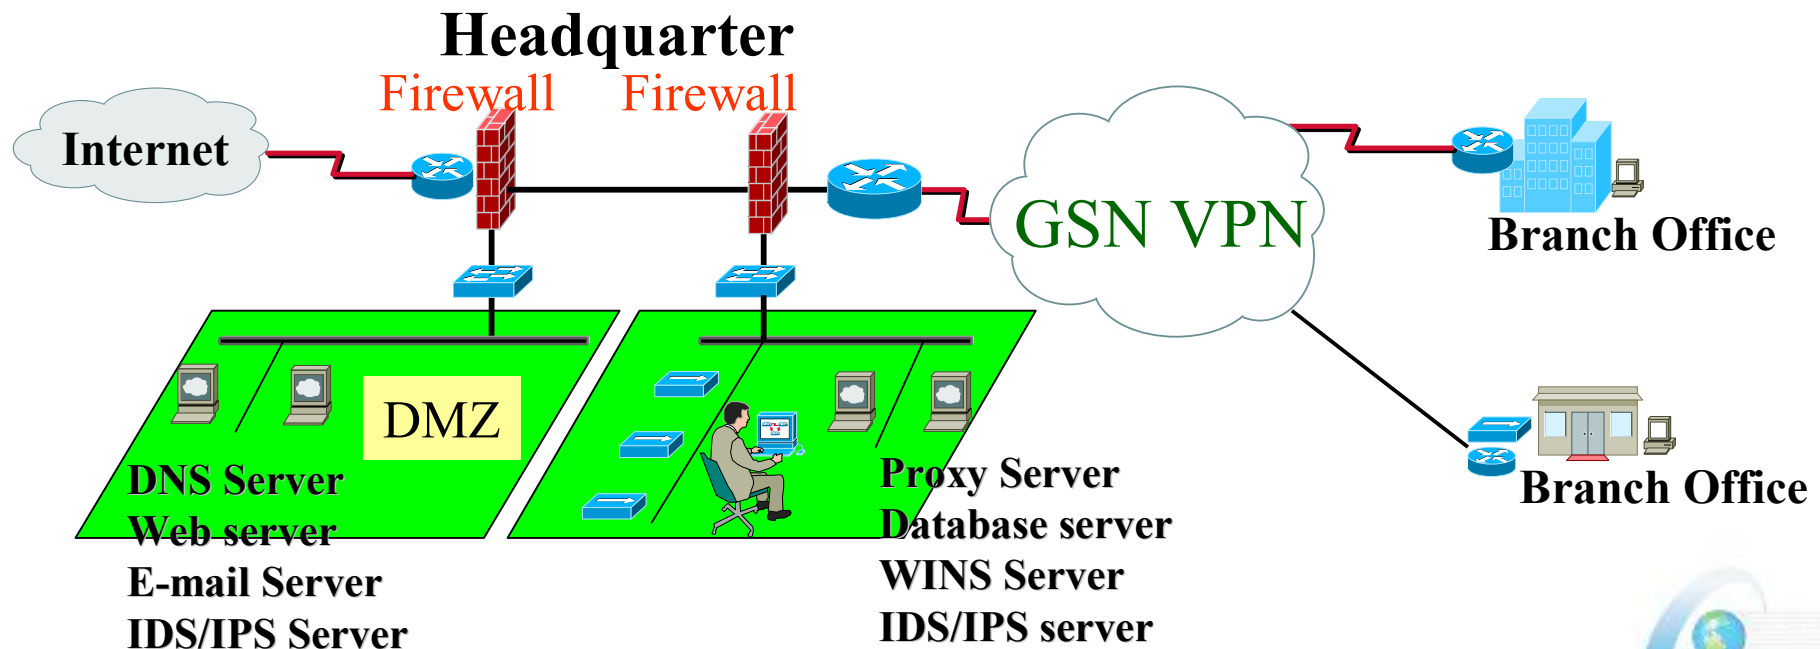 Headquarter
Firewall
Firewall
Internet
GSN VPN
Branch Office
DMZ
DNS Server
Web server
E-mail Server
IDS/IPS Server
Proxy Server
Database server
WINS Server
IDS/IPS server
Branch Office